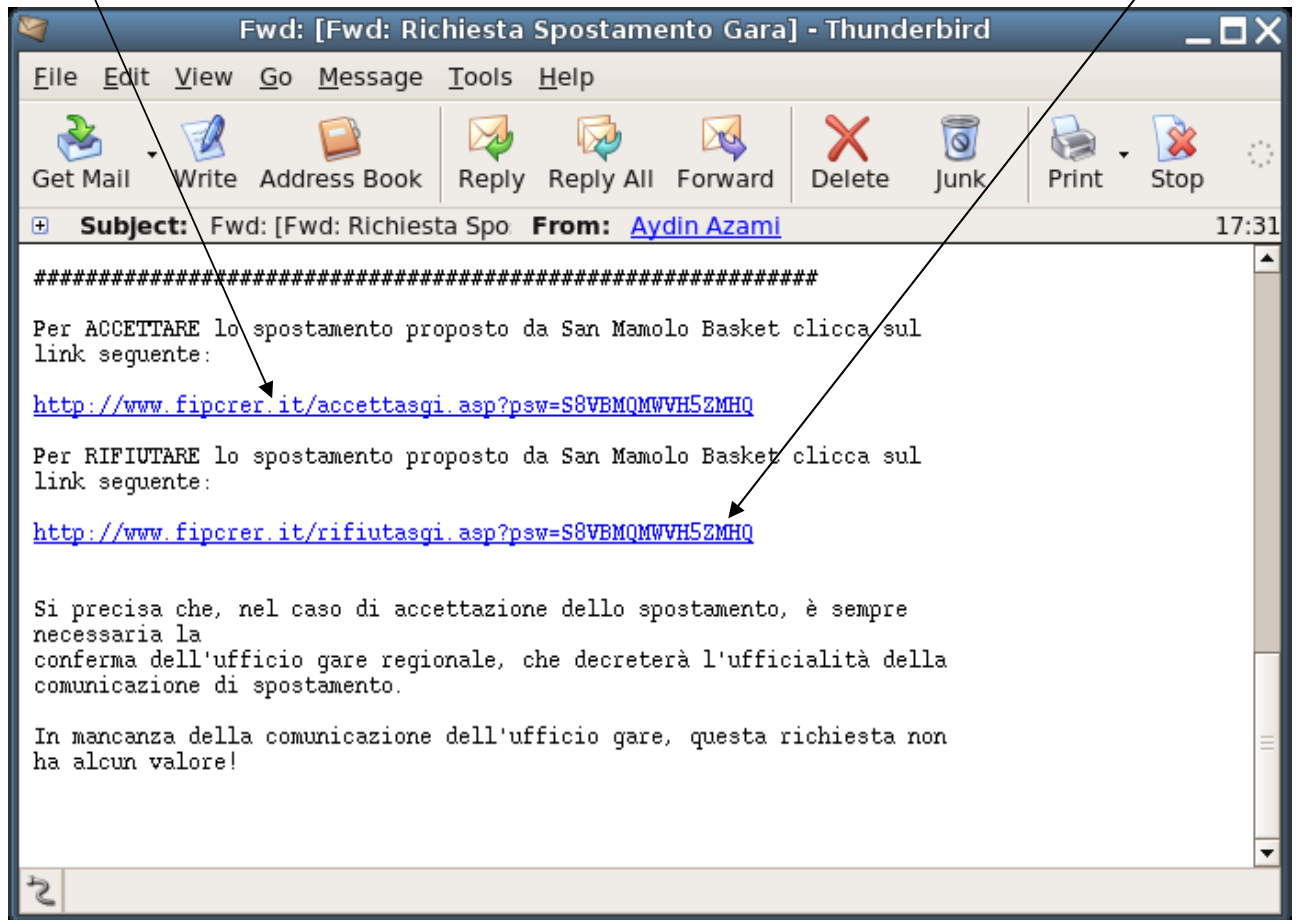 Fwd: [Fwd: Richiesta Spostamento Gara] - Thunderbird
File Edit View Go Message Tools Help
Get Mail Write Address Book Reply Reply All Forward Delete Junk Print Stop
Subject: Fwd: [Fwd: Richiesta Spo From: Aydin Azami 17:31
#############################################################
Per ACCETTARE lo spostamento proposto da San Mamolo Basket clicca sul
link seguente:
http://www.fipcrer.it/accettasgi.asp?psw=S8VBMQMWVH5ZMHQ
Per RIFIUTARE lo spostamento proposto da San Mamolo Basket clicca sul
link seguente:
http://www.fipcrer.it/rifiutasgi.asp?psw=S8VBMQMWVH5ZMHQ
Si precisa che, nel caso di accettazione dello spostamento, è sempre
necessaria la
conferma dell'ufficio gare regionale, che decreterà l'ufficialità della
comunicazione di spostamento.
In mancanza della comunicazione dell'ufficio gare, questa richiesta non
ha alcun valore!